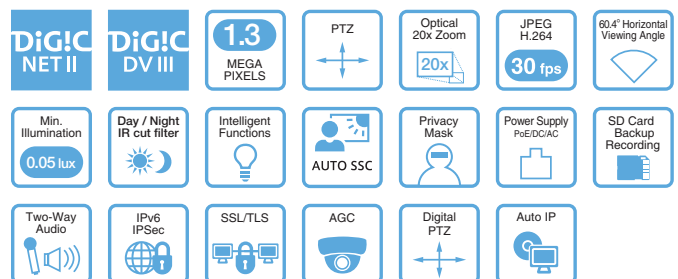 DiG!C
NET II
DiG!C
DV III
1.3
MEGA
PIXELS
PTZ
Optical
20x Zoom
20x
JPEG
H.264
30 fps
60.4° Horizontal
Viewing Angle
Min.
Illumination
0.05 lux
Day / Night
IR cut filter
Intelligent
Functions
AUTO SSC
Privacy
Mask
Power Supply
PoE/DC/AC
SD Card
Backup
Recording
Two-Way
Audio
IPv6
IPSec
SSL/TLS
AGC
Digital
PTZ
Auto IP